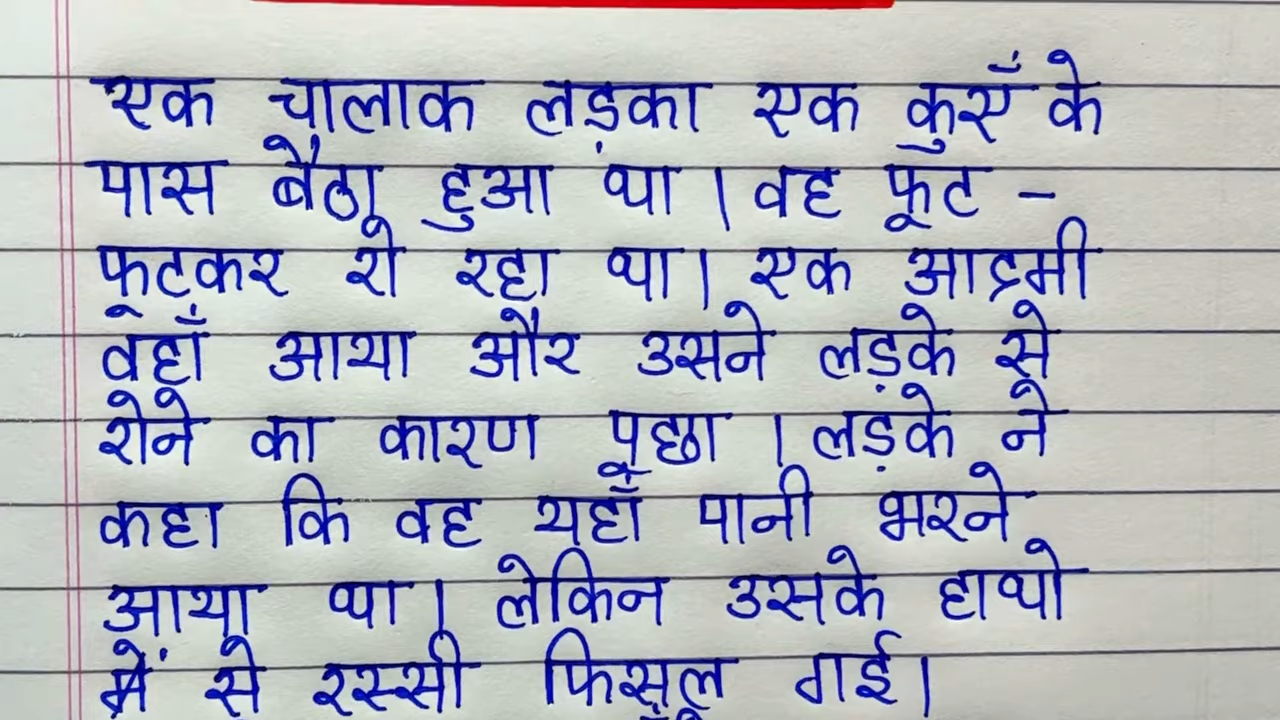 एक चालाक लड़का एक कुएँ के
पास बैठा हुआ था। वह फूट -
फूटकर रो रहा था। एक आदमी
वहाँ आया और उसने लड़के से
रोने का कारण पूछा । लड़के ने
कहा कि वह यहाँ पानी भरने
आया था। लेकिन उसके हाथो
में से रस्सी फिसल गई।